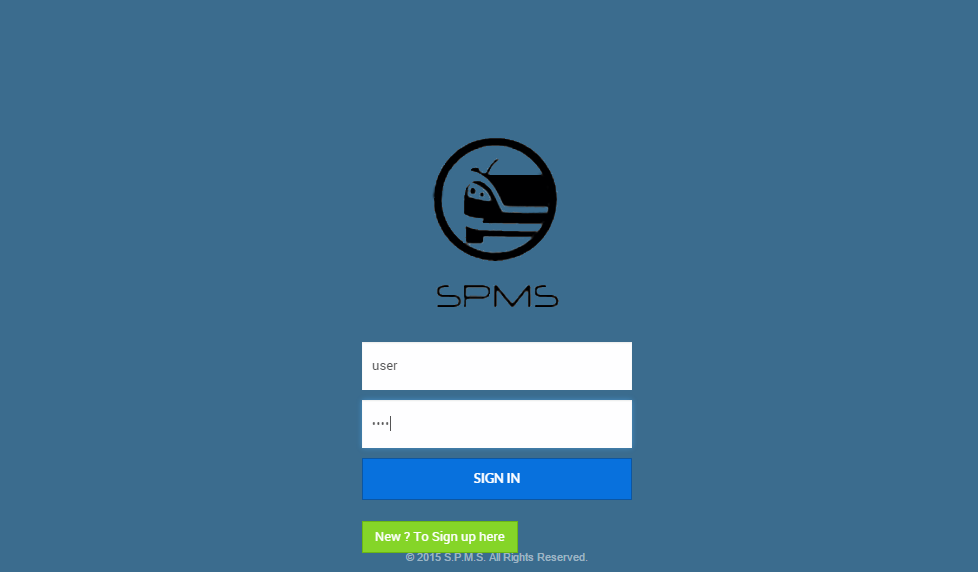 SPMS
user
••••
SIGN IN
New ? To Sign up here
© 2015 S.P.M.S. All Rights Reserved.